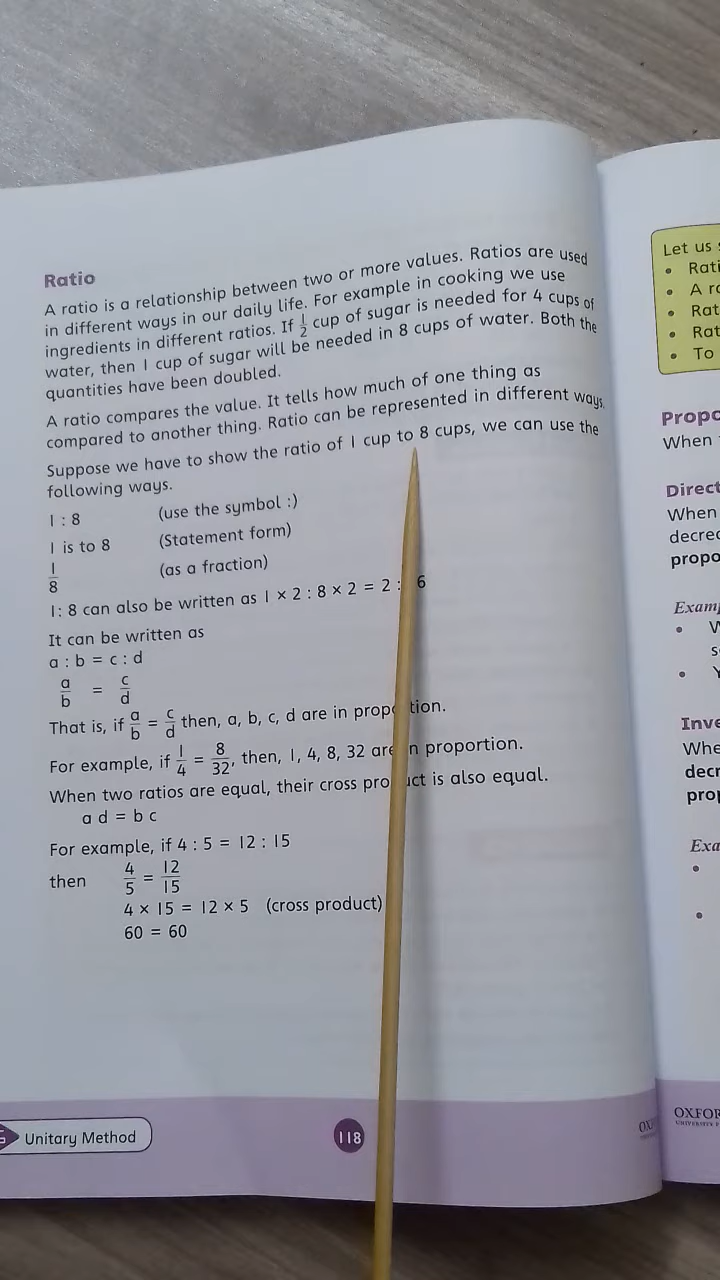 Ratio
A ratio is a relationship between two or more values. Ratios are used
in different ways in our daily life. For example in cooking we use
ingredients in different ratios. If 1/2 cup of sugar is needed for 4 cups of
water, then 1 cup of sugar will be needed in 8 cups of water. Both the
quantities have been doubled.
A ratio compares the value. It tells how much of one thing as
compared to another thing. Ratio can be represented in different ways.
Suppose we have to show the ratio of 1 cup to 8 cups, we can use the
following ways.
1 : 8 (use the symbol :)
1 is to 8 (Statement form)
1/8 (as a fraction)
1: 8 can also be written as 1 × 2 : 8 × 2 = 2 : 6
It can be written as
a : b = c : d
a/b = c/d
That is, if a/b = c/d then, a, b, c, d are in proportion.
For example, if 1/4 = 8/32, then, 1, 4, 8, 32 are in proportion.
When two ratios are equal, their cross product is also equal.
a d = b c
For example, if 4 : 5 = 12 : 15
then 4/5 = 12/15
4 × 15 = 12 × 5 (cross product)
60 = 60
Unitary Method
118
Let us
• Rati
• A ra
• Rat
• Rat
• To
Propo
When
Direct
When
decrec
propo
Examp
• W
s
• Y
Inve
Whe
decr
prop
Exa
•
•
OX
OXFOR
UNIVERSITY P